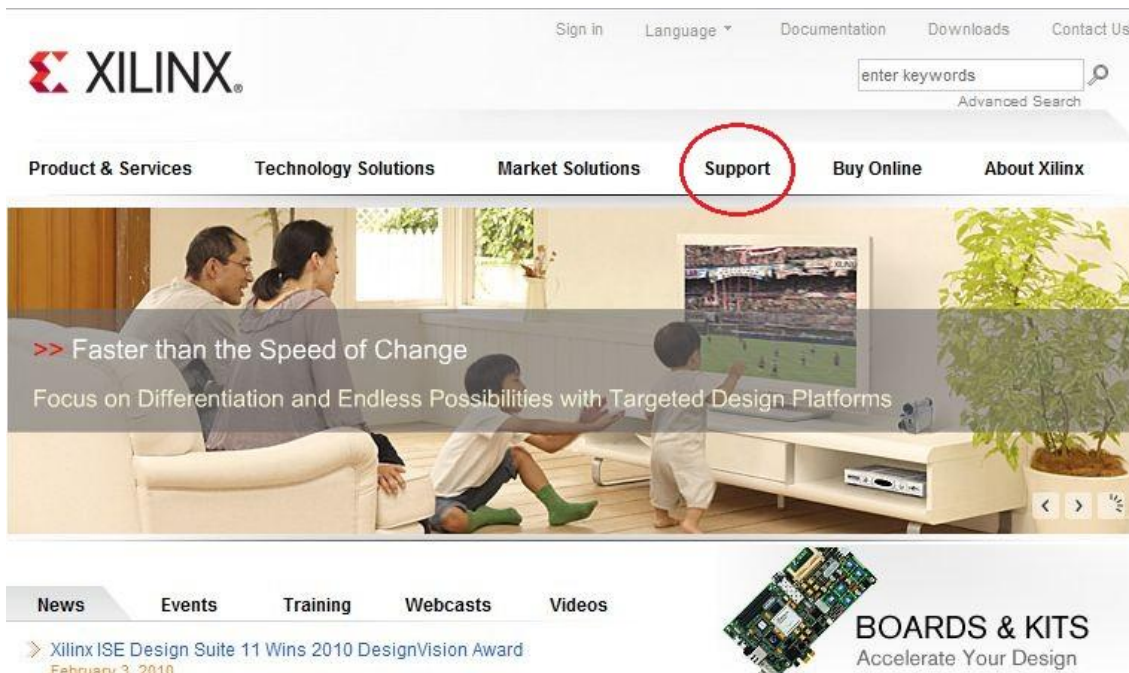 Sign in Language Documentation Downloads Contact Us
XILINX®
enter keywords
Advanced Search
Product & Services Technology Solutions Market Solutions Support Buy Online About Xilinx
>> Faster than the Speed of Change
Focus on Differentiation and Endless Possibilities with Targeted Design Platforms
News Events Training Webcasts Videos
BOARDS & KITS
Xilinx ISE Design Suite 11 Wins 2010 DesignVision Award
Accelerate Your Design
February 3, 2010